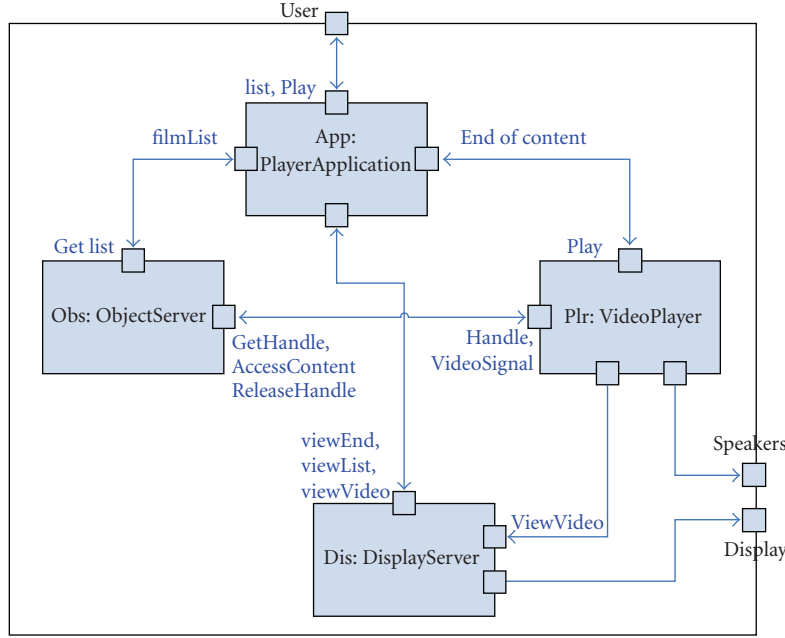 User
list, Play
App:
PlayerApplication
filmList
End of content
Get list
Play
Obs: ObjectServer
Plr: VideoPlayer
GetHandle,
AccessContent
ReleaseHandle
Handle,
VideoSignal
viewEnd,
viewList,
viewVideo
Speakers
ViewVideo
Display
Dis: DisplayServer